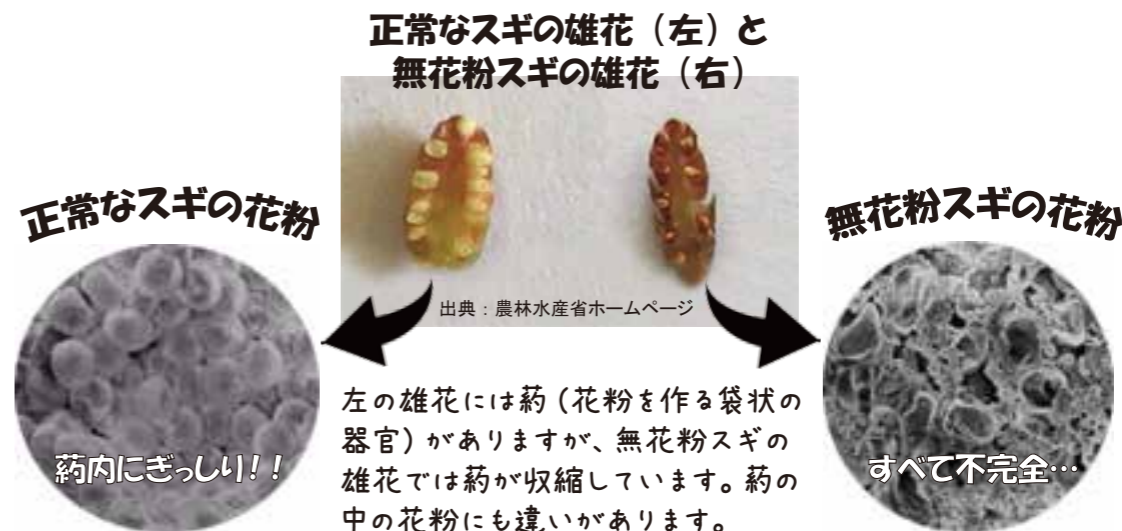 正常なスギの雄花（左）と
無花粉スギの雄花（右）
正常なスギの花粉
無花粉スギの花粉
出典：農林水産省ホームページ
葯内にぎっしり！！
左の雄花には葯（花粉を作る袋状の
器官）がありますが、無花粉スギの
雄花では葯が収縮しています。葯の
中の花粉にも違いがあります。
すべて不完全…